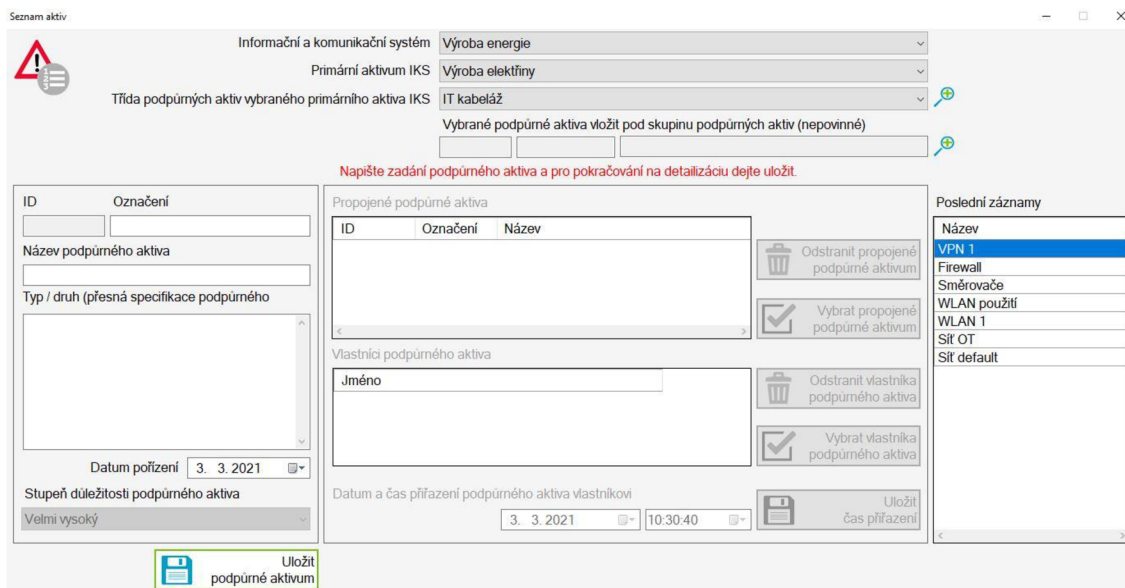 Seznam aktiv
Informační a komunikační systém Výroba energie
Primární aktivum IKS Výroba elektřiny
Třída podpůrných aktiv vybraného primárního aktiva IKS IT kabeláž
Vybrané podpůrné aktiva vložit pod skupinu podpůrných aktiv (nepovinné)
Napište zadání podpůrného aktiva a pro pokračování na detailizáciu dejte uložit.
ID Označení
Název podpůrného aktiva
Typ / druh (přesná specifikace podpůrného
Datum pořízení 3. 3. 2021
Stupeň důležitosti podpůrného aktiva
Velmi vysoký
Uložit
podpůrné aktivum
Propojené podpůrné aktiva
ID Označení Název
Odstranit propojené
podpůrné aktivum
Vybrat propojené
podpůrné aktivum
Vlastníci podpůrného aktiva
Jméno
Odstranit vlastníka
podpůrného aktiva
Vybrat vlastníka
podpůrného aktiva
Datum a čas přiřazení podpůrného aktiva vlastníkovi
3. 3. 2021 10:30:40
Uložit
čas přiřazení
Poslední záznamy
Název
VPN 1
Firewall
Směrovače
WLAN použití
WLAN 1
Síť OT
Síť default